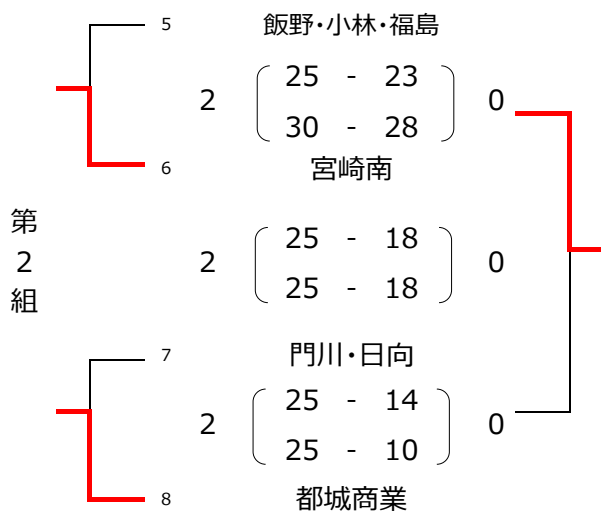 5 飯野・小林・福島
2 25 - 23 0
30 - 28
6 宮崎南
第2組
2 25 - 18 0
25 - 18
7 門川・日向
2 25 - 14 0
25 - 10
8 都城商業